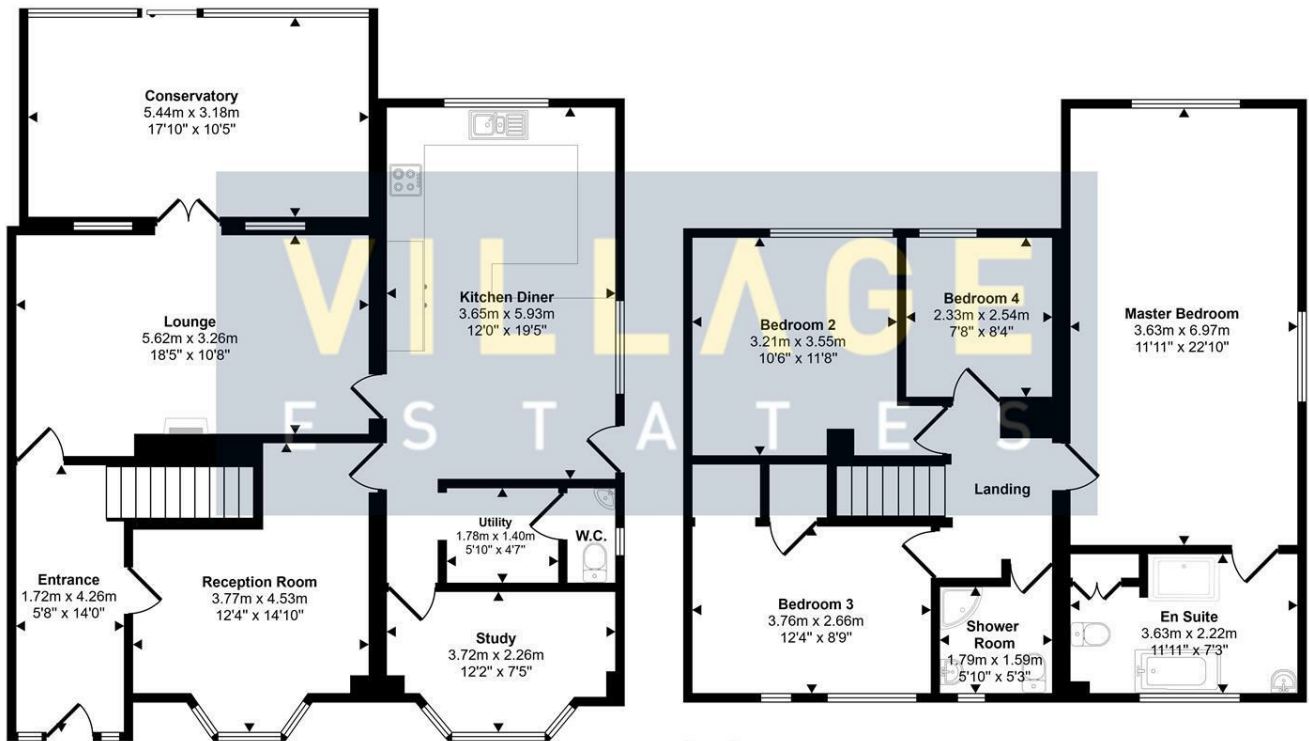 Conservatory
5.44m x 3.18m
17'10" x 10'5"
Lounge
5.62m x 3.26m
18'5" x 10'8"
Kitchen Diner
3.65m x 5.93m
12'0" x 19'5"
Utility
1.78m x 1.40m
5'10" x 4'7"
W.C.
Entrance
1.72m x 4.26m
5'8" x 14'0"
Reception Room
3.77m x 4.53m
12'4" x 14'10"
Study
3.72m x 2.26m
12'2" x 7'5"
Bedroom 2
3.21m x 3.55m
10'6" x 11'8"
Bedroom 4
2.33m x 2.54m
7'8" x 8'4"
Master Bedroom
3.63m x 6.97m
11'11" x 22'10"
Landing
Bedroom 3
3.76m x 2.66m
12'4" x 8'9"
Shower
Room
1.79m x 1.59m
5'10" x 5'3"
En Suite
3.63m x 2.22m
11'11" x 7'3"
VILLAGE
ESTATES